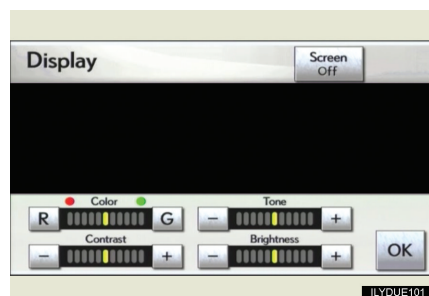 Display
Screen
Off
Color
Tone
R
G
−
+
Contrast
Brightness
−
+
−
+
OK
ILYDUE101